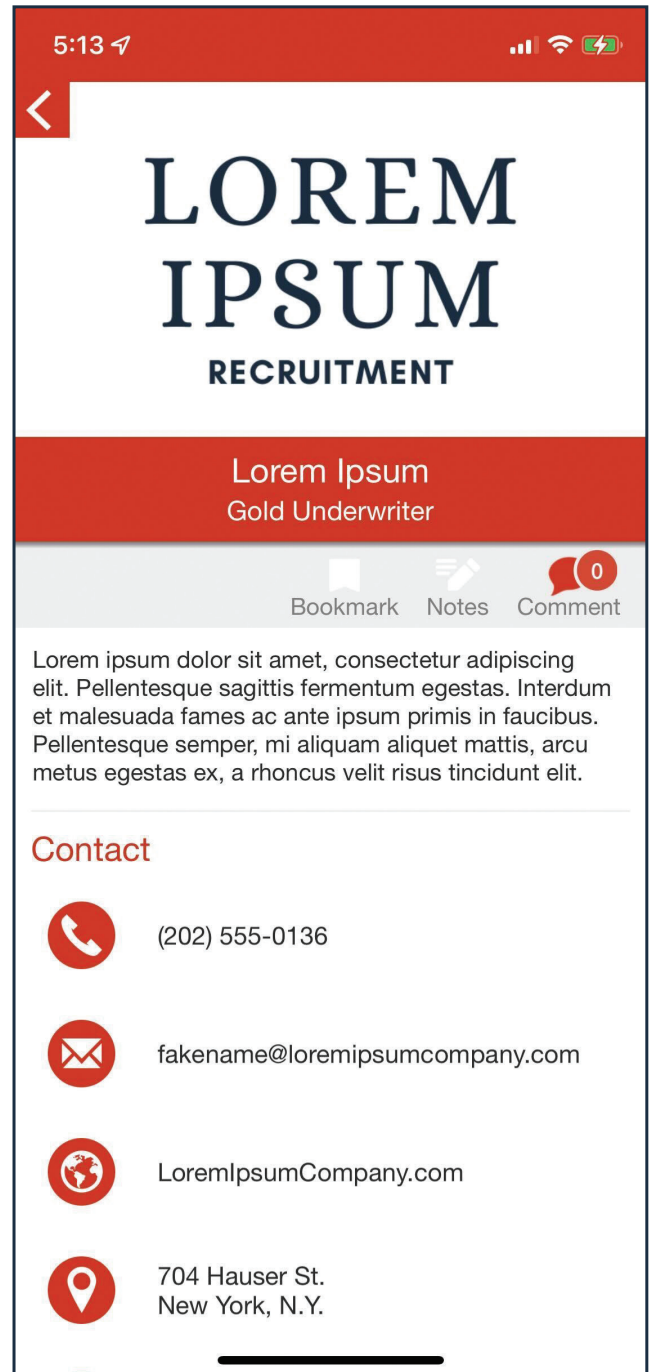 5:13
LOREM
IPSUM
RECRUITMENT
Lorem Ipsum
Gold Underwriter
0
Bookmark Notes Comment
Lorem ipsum dolor sit amet, consectetur adipiscing
elit. Pellentesque sagittis fermentum egestas. Interdum
et malesuada fames ac ante ipsum primis in faucibus.
Pellentesque semper, mi aliquam aliquet mattis, arcu
metus egestas ex, a rhoncus velit risus tincidunt elit.
Contact
(202) 555-0136
fakename@loremipsumcompany.com
LoremIpsumCompany.com
704 Hauser St.
New York, N.Y.